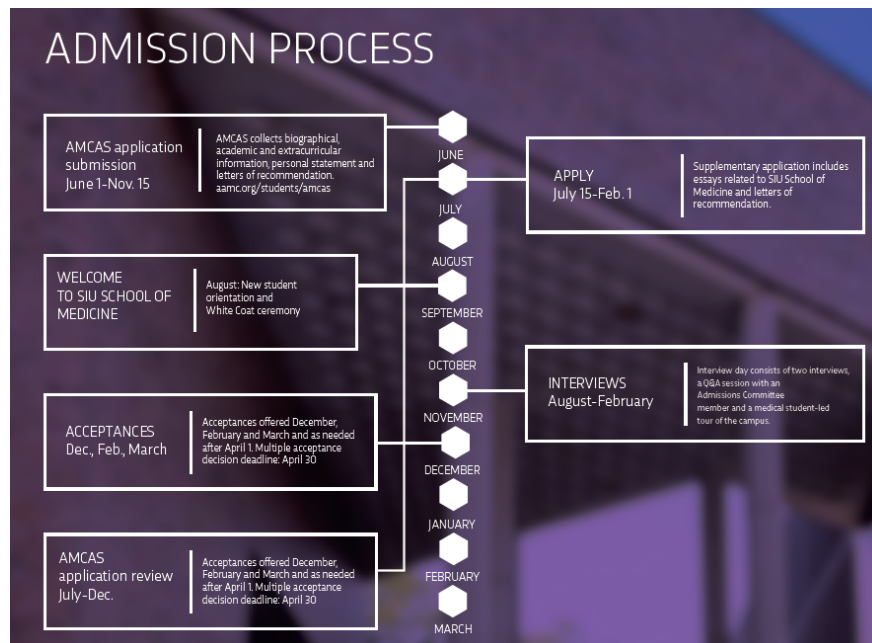 ADMISSION PROCESS
AMCAS application
submission
June 1-Nov. 15
AMCAS collects biographical,
academic and extracurricular
information, personal statement and
letters of recommendation.
aamc.org/students/amcas
JUNE
APPLY
July 15-Feb. 1
Supplementary application includes
essays related to SIU School of
Medicine and letters of
recommendation.
JULY
AUGUST
WELCOME
TO SIU SCHOOL OF
MEDICINE
August: New student
orientation and
White Coat ceremony
SEPTEMBER
OCTOBER
INTERVIEWS
August-February
Interview day consists of two interviews,
a Q&A session with an
Admissions Committee
member and a medical student-led
tour of the campus.
NOVEMBER
ACCEPTANCES
Dec., Feb., March
Acceptances offered December,
February and March and as needed
after April 1. Multiple acceptance
decision deadline: April 30
DECEMBER
JANUARY
AMCAS
application review
July-Dec.
Acceptances offered December,
February and March and as needed
after April 1. Multiple acceptance
decision deadline: April 30
FEBRUARY
MARCH